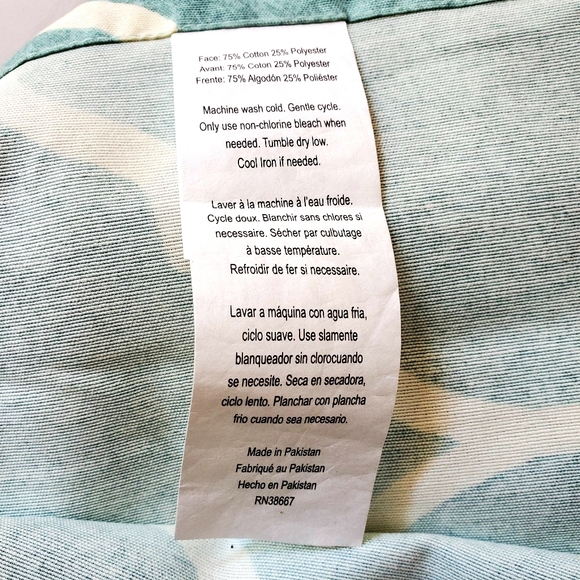 Face: 75% Cotton 25% Polyester
Avant: 75% Coton 25% Polyester
Frente: 75% Algodón 25% Poliéster
Machine wash cold. Gentle cycle.
Only use non-chlorine bleach when
needed. Tumble dry low.
Cool Iron if needed.
Laver à la machine à l'eau froide.
Cycle doux. Blanchir sans chlores si
necessaire. Sécher par culbutage
à basse température.
Refroidir de fer si necessaire.
Lavar a máquina con agua fria,
ciclo suave. Use slamente
blanqueador sin clorocuando
se necesite. Seca en secadora,
ciclo lento. Planchar con plancha
frio cuando sea necesario.
Made in Pakistan
Fabriqué au Pakistan
Hecho en Pakistan
RN38667